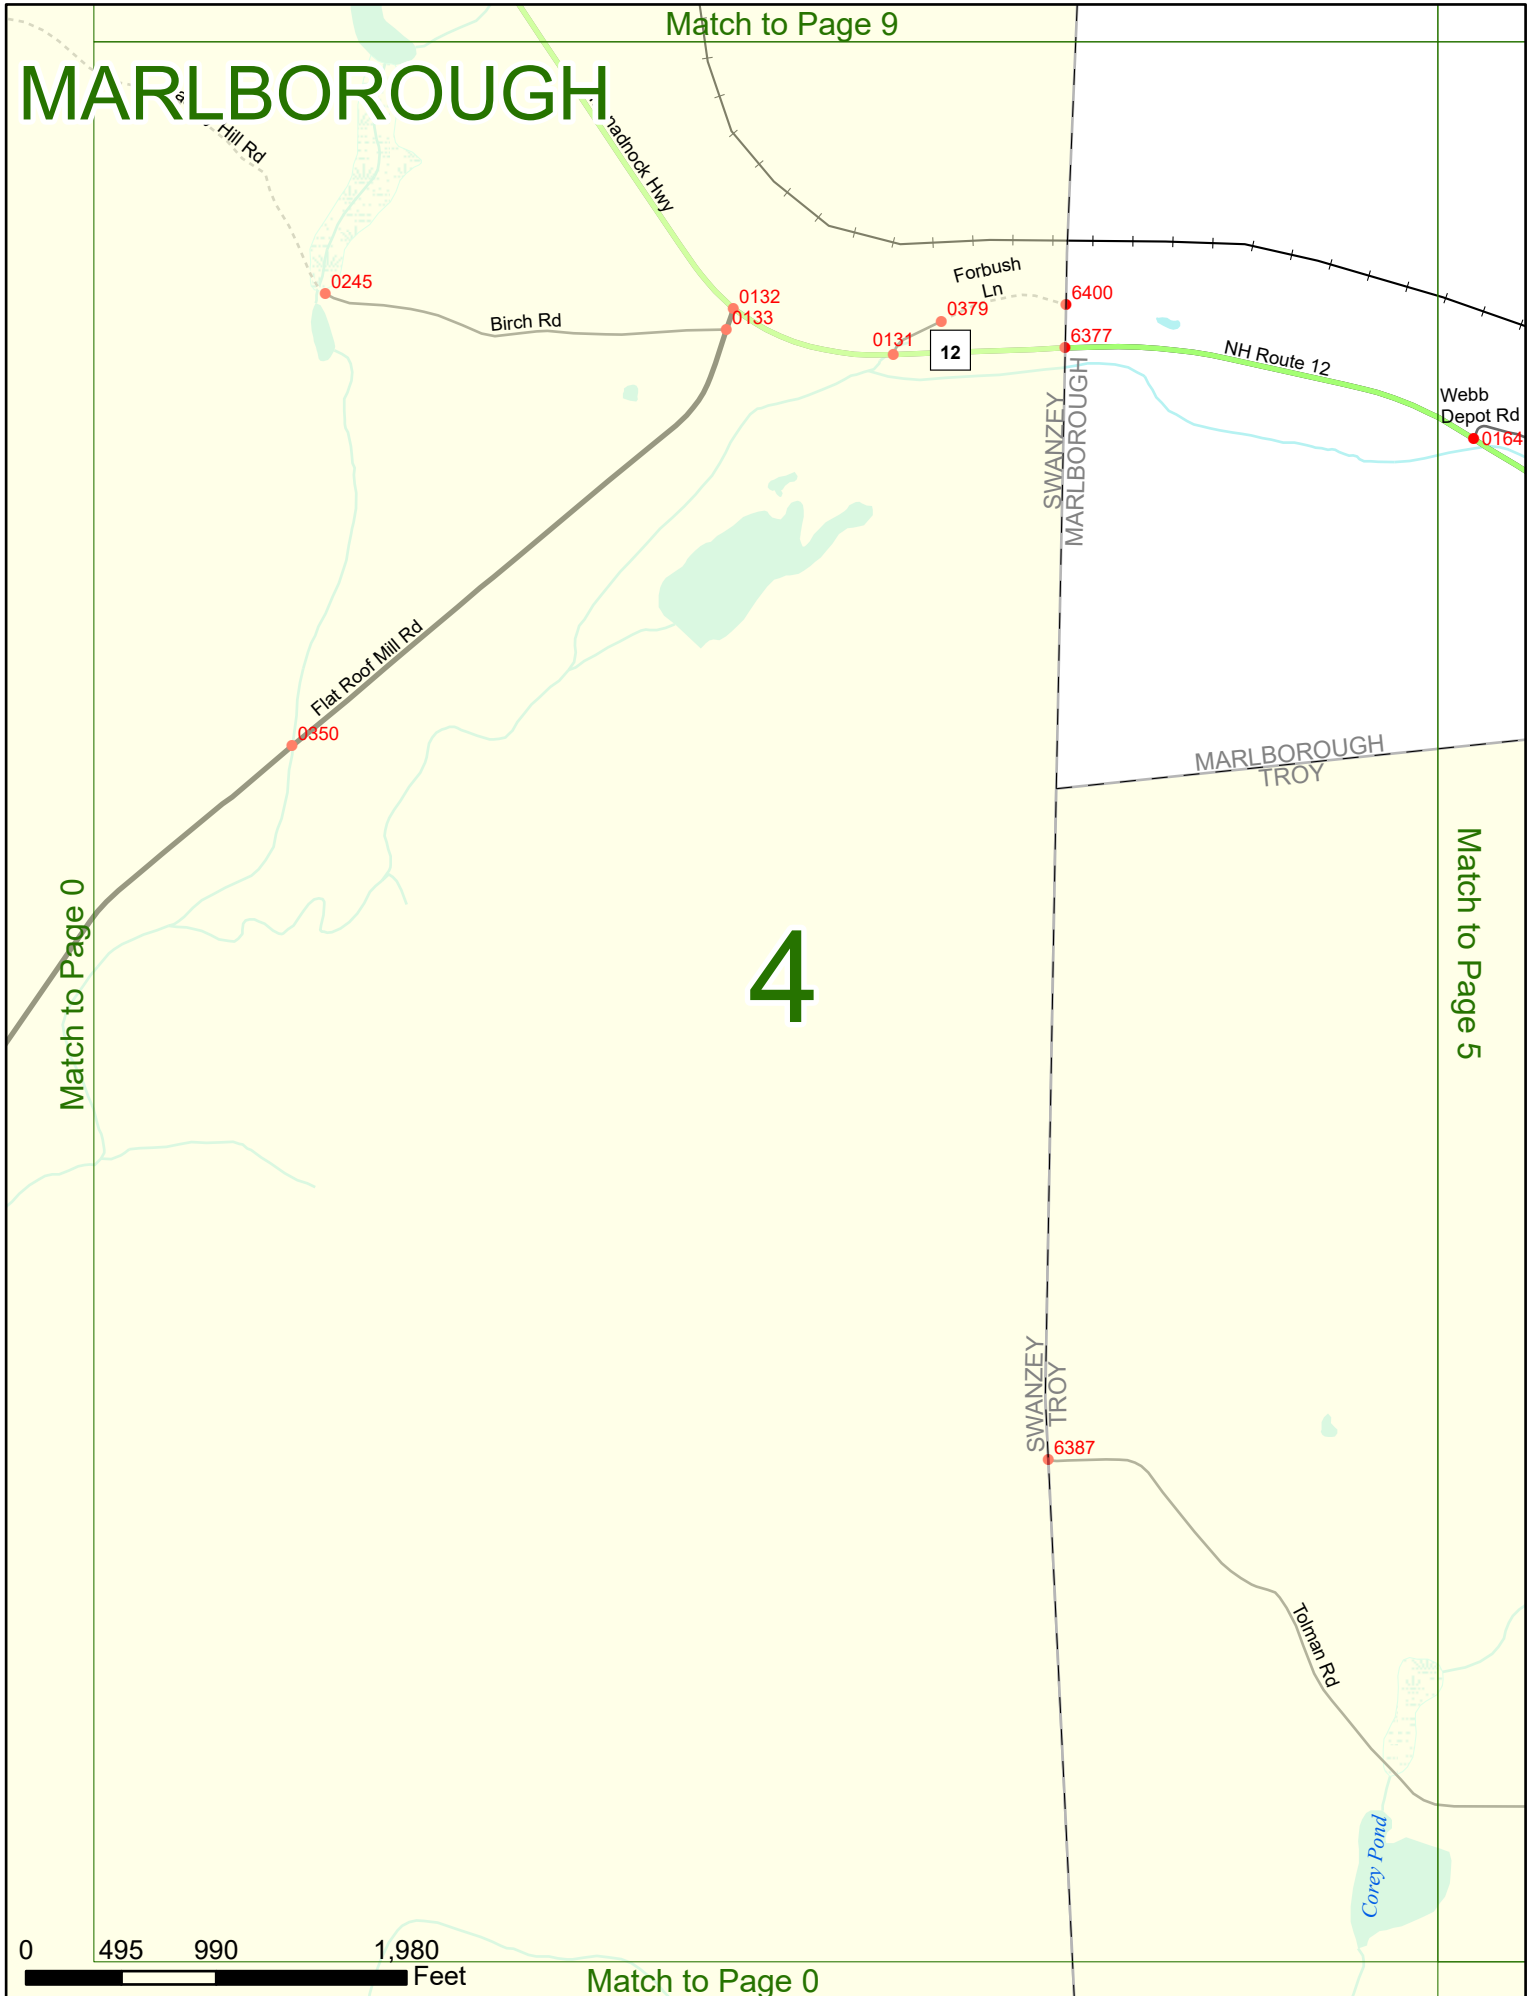 Match to Page 9
MARLBOROUGH
Hill Rd
adnock Hwy
Forbush
Ln
0245
6400
0132
0379
0133
Birch Rd
0131
12
6377
NH Route 12
Webb
Depot Rd
0164
SWANZEY
MARLBOROUGH
Flat Roof Mill Rd
0350
MARLBOROUGH
TROY
Match to Page 0
4
Match to Page 5
SWANZEY
TROY
6387
Tolman Rd
Corey Pond
0 495 990 1,980
Feet
Match to Page 0